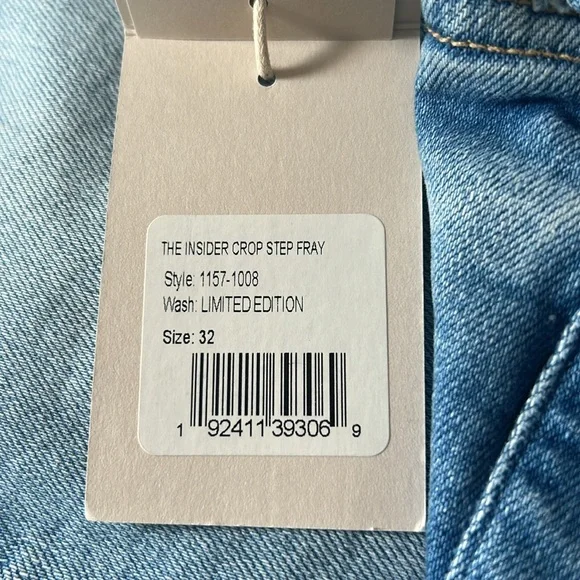 THE INSIDER CROP STEP FRAY
Style: 1157-1008
Wash: LIMITED EDITION
Size: 32
1 92411 39306 9